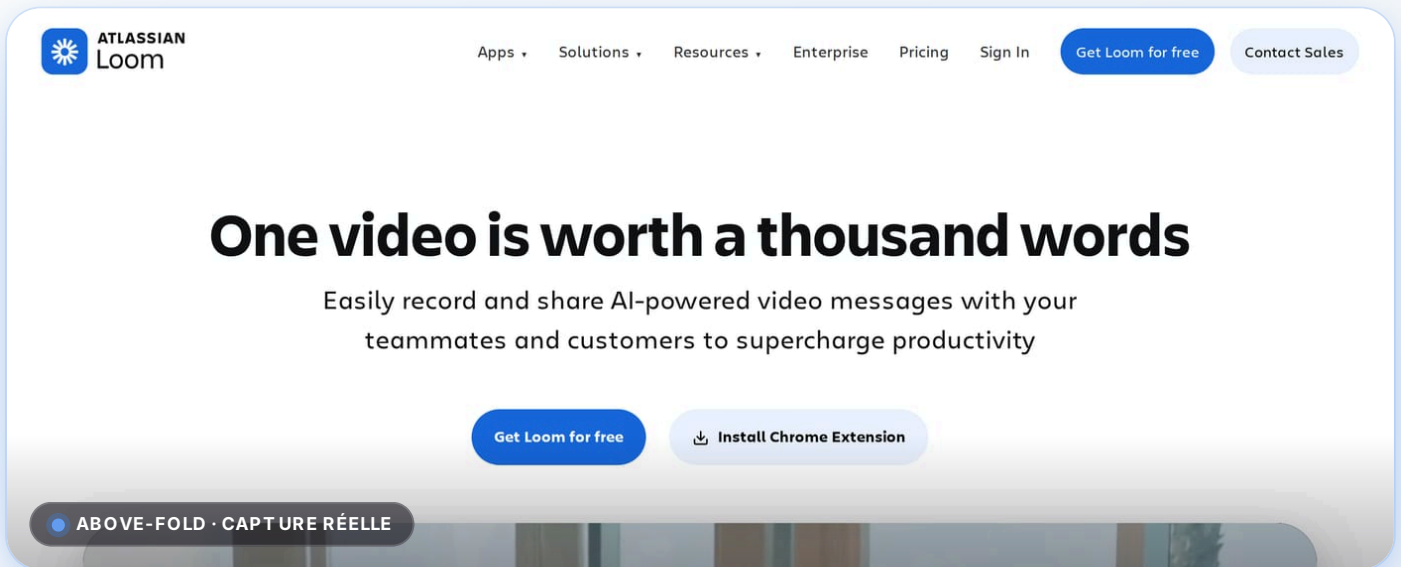 ATLASSIAN
Loom
Apps ▾ Solutions ▾ Resources ▾ Enterprise Pricing Sign In Get Loom for free Contact Sales
One video is worth a thousand words
Easily record and share AI-powered video messages with your
teammates and customers to supercharge productivity
Get Loom for free Install Chrome Extension
ABOVE-FOLD · CAPTURE RÉELLE